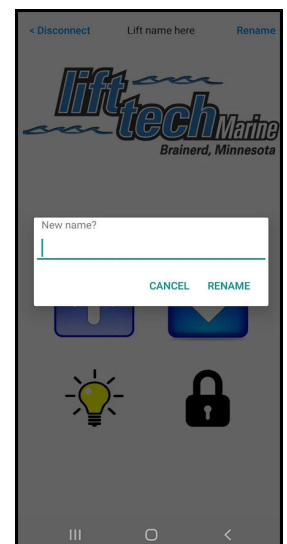 < Disconnect Lift name here Rename
lift
tech Marine
Brainerd, Minnesota
New name?
CANCEL RENAME